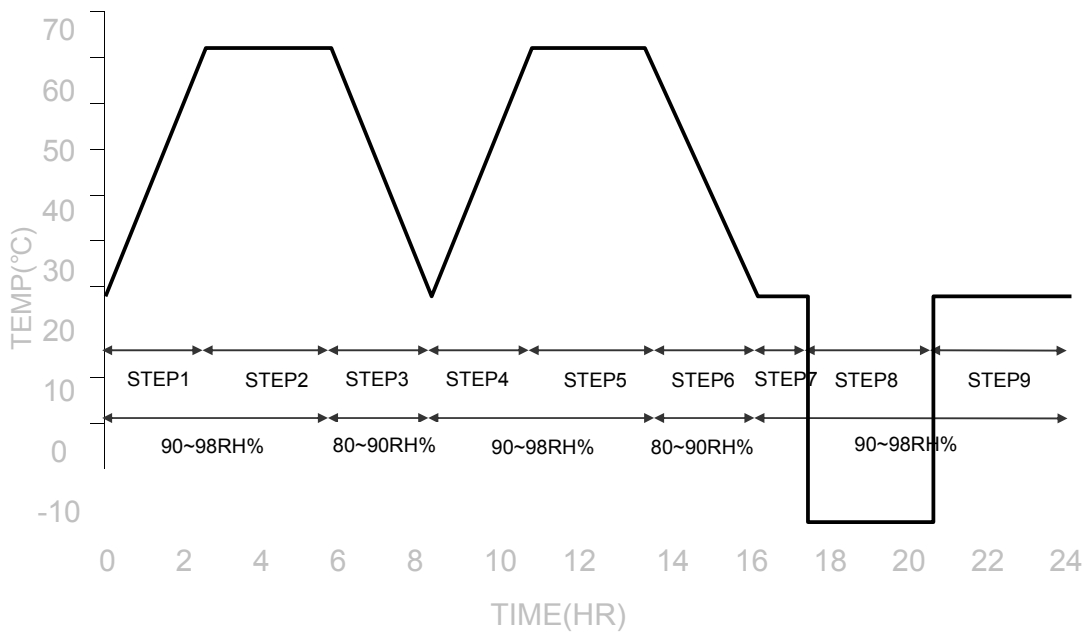 70
60
50
40
30
20
10
0
-10
TEMP(°C)
STEP1 STEP2 STEP3 STEP4 STEP5 STEP6 STEP7 STEP8 STEP9
90~98RH% 80~90RH% 90~98RH% 80~90RH% 90~98RH%
0 2 4 6 8 10 12 14 16 18 20 22 24
TIME(HR)